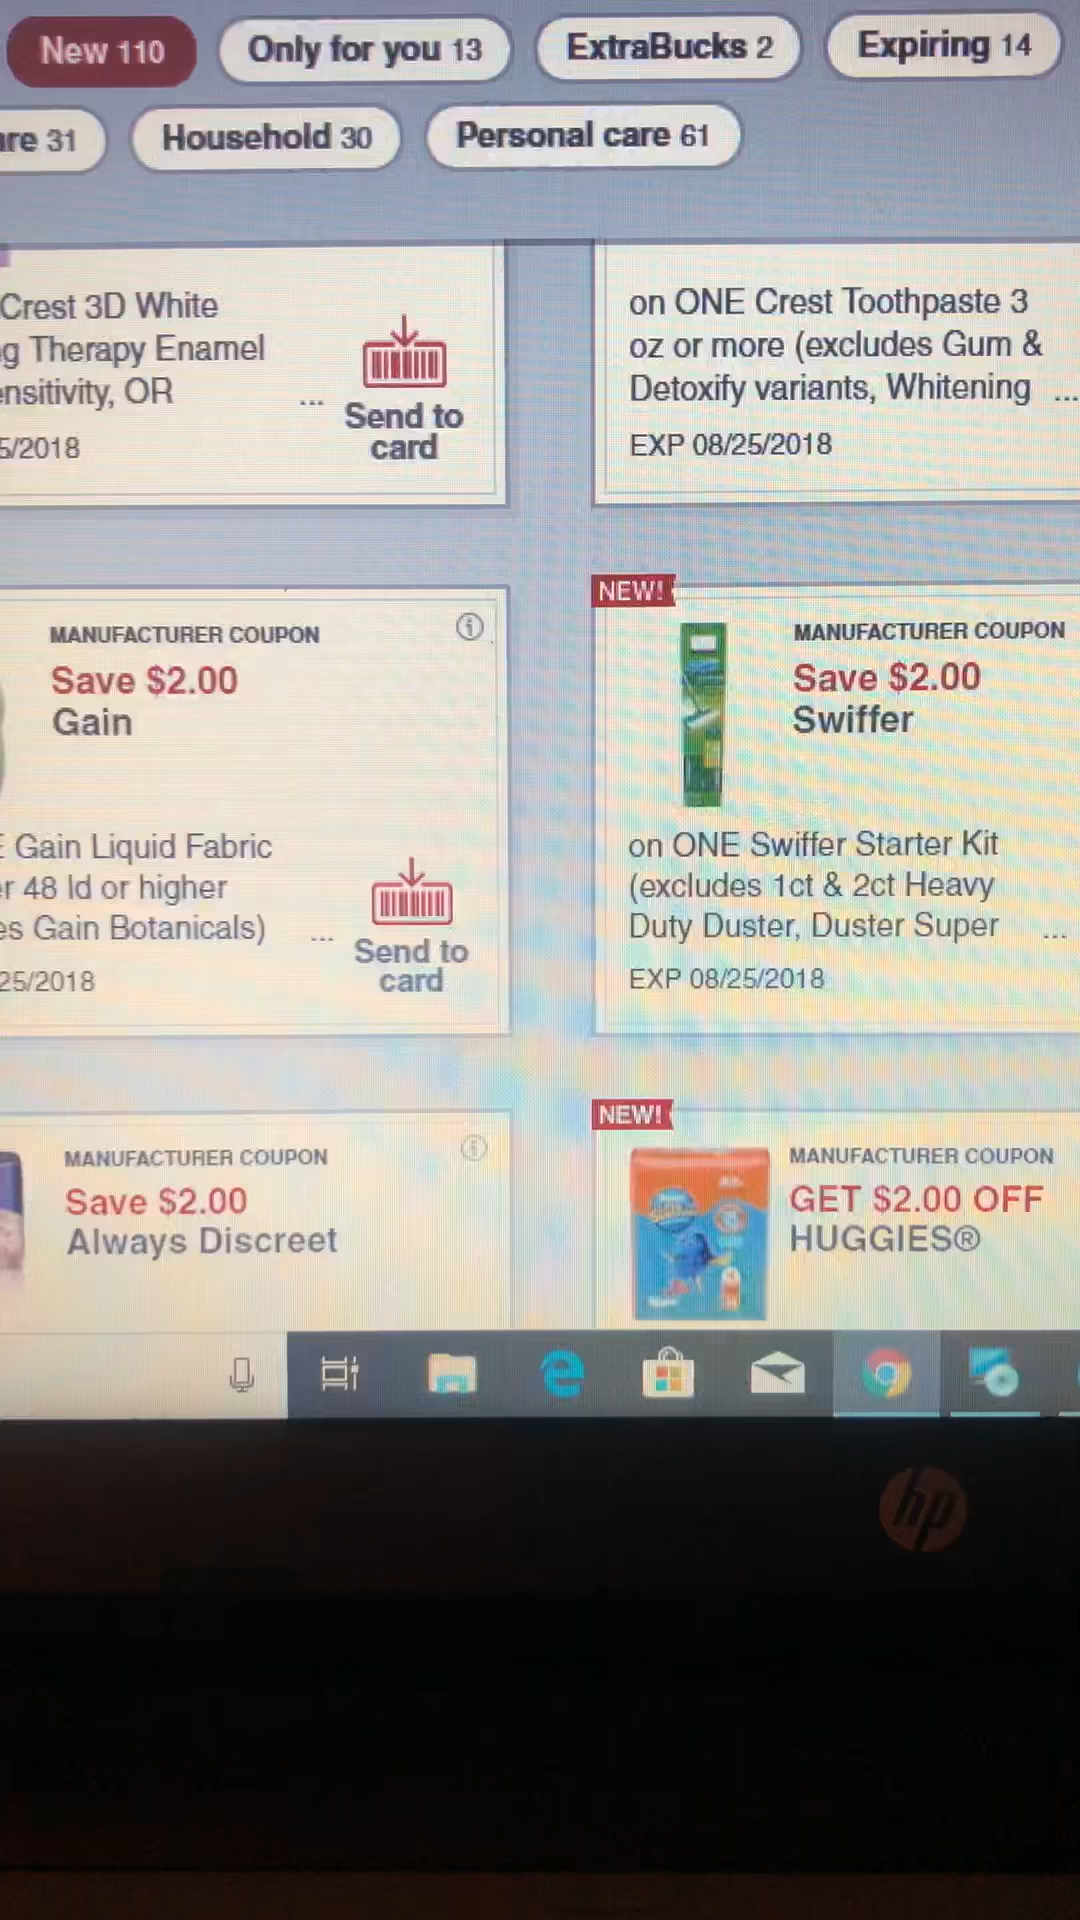 New 110
Only for you 13
ExtraBucks 2
Expiring 14
are 31
Household 30
Personal care 61
Crest 3D White
g Therapy Enamel
ensitivity, OR
...
5/2018
Send to
card
on ONE Crest Toothpaste 3
oz or more (excludes Gum &
Detoxify variants, Whitening ...
EXP 08/25/2018
MANUFACTURER COUPON
Save $2.00
Gain
E Gain Liquid Fabric
er 48 ld or higher
es Gain Botanicals)
...
25/2018
Send to
card
NEW!
MANUFACTURER COUPON
Save $2.00
Swiffer
on ONE Swiffer Starter Kit
(excludes 1ct & 2ct Heavy
Duty Duster, Duster Super ...
EXP 08/25/2018
MANUFACTURER COUPON
Save $2.00
Always Discreet
NEW!
MANUFACTURER COUPON
GET $2.00 OFF
HUGGIES®
hp